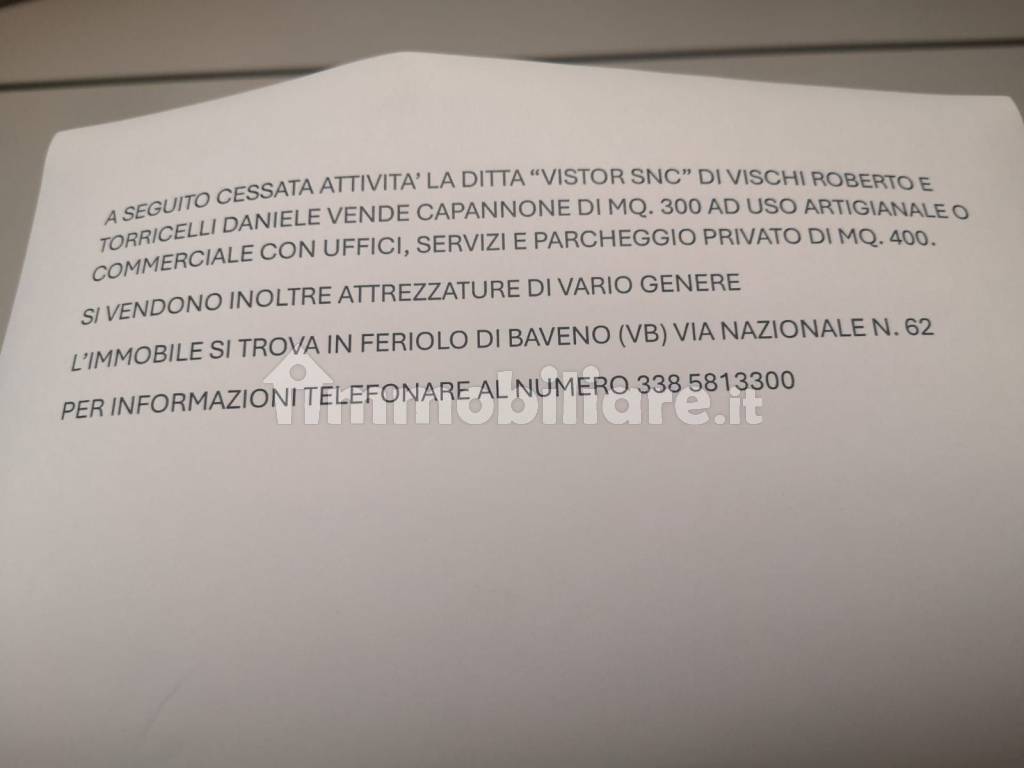 A SEGUITO CESSATA ATTIVITA' LA DITTA “VISTOR SNC” DI VISCHI ROBERTO E
TORRICELLI DANIELE VENDE CAPANNONE DI MQ. 300 AD USO ARTIGIANALE O
COMMERCIALE CON UFFICI, SERVIZI E PARCHEGGIO PRIVATO DI MQ. 400.
SI VENDONO INOLTRE ATTREZZATURE DI VARIO GENERE
L'IMMOBILE SI TROVA IN FERIOLO DI BAVENO (VB) VIA NAZIONALE N. 62
PER INFORMAZIONI TELEFONARE AL NUMERO 338 5813300
immobiliare.it